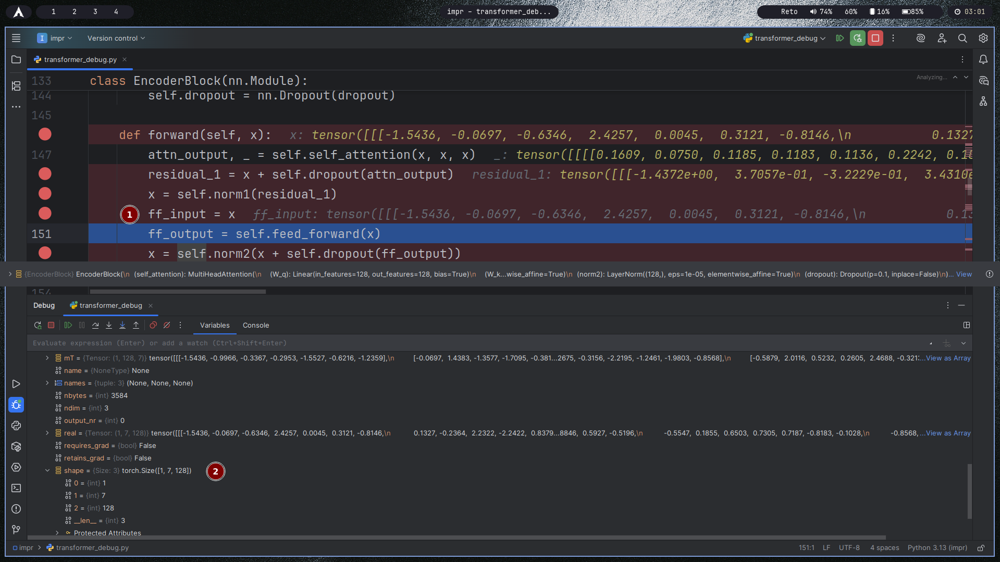 1 2 3 4
impr – transformer_deb...
Reto 74% 60% 16% 85% 03:01
I impr Version control
transformer_debug
transformer_debug.py
133 class EncoderBlock(nn.Module):
Analyzing...
144 self.dropout = nn.Dropout(dropout)
145
def forward(self, x): x: tensor([[[-1.5436, -0.0697, -0.6346, 2.4257, 0.0045, 0.3121, -0.8146,\n 0.1327
147 attn_output, _ = self.self_attention(x, x, x) _: tensor([[[[0.1609, 0.0750, 0.1185, 0.1183, 0.1136, 0.2242, 0.18
residual_1 = x + self.dropout(attn_output) residual_1: tensor([[[-1.4372e+00, 3.7057e-01, -3.2229e-01, 3.4310e
x = self.norm1(residual_1)
1 ff_input = x ff_input: tensor([[[-1.5436, -0.0697, -0.6346, 2.4257, 0.0045, 0.3121, -0.8146,\n 0.13
151 ff_output = self.feed_forward(x)
x = self.norm2(x + self.dropout(ff_output))
{EncoderBlock} EncoderBlock(\n (self_attention): MultiHeadAttention(\n (W_q): Linear(in_features=128, out_features=128, bias=True)\n (W_k...wise_affine=True)\n (norm2): LayerNorm((128,), eps=1e-05, elementwise_affine=True)\n (dropout): Dropout(p=0.1, inplace=False)\n)... View
154
Debug transformer_debug
Variables Console
Evaluate expression (Enter) or add a watch (Ctrl+Shift+Enter)
mT = {Tensor: (1, 128, 7)} tensor([[[-1.5436, -0.9966, -0.3367, -0.2953, -1.5527, -0.6216, -1.2359],\n [-0.0697, 1.4383, -1.3577, -1.7095, -0.381...2675, -0.3156, -2.2195, -1.2461, -1.9803, -0.8568],\n [-0.5879, 2.0116, 0.5232, 0.2605, 2.4688, -0.3213...View as Array
name = {NoneType} None
names = {tuple: 3} (None, None, None)
nbytes = {int} 3584
ndim = {int} 3
output_nr = {int} 0
real = {Tensor: (1, 7, 128)} tensor([[[-1.5436, -0.0697, -0.6346, 2.4257, 0.0045, 0.3121, -0.8146,\n 0.1327, -0.2364, 2.2322, -2.2422, 0.8379...8846, 0.5927, -0.5196,\n -0.5547, 0.1855, 0.6503, 0.7305, 0.7187, -0.8183, -0.1028,\n -0.8568,...View as Array
requires_grad = {bool} False
retains_grad = {bool} False
shape = {Size: 3} torch.Size([1, 7, 128]) 2
0 = {int} 1
1 = {int} 7
2 = {int} 128
__len__ = {int} 3
Protected Attributes
impr transformer_debug.py
151:1 LF UTF-8 4 spaces Python 3.13 (impr)